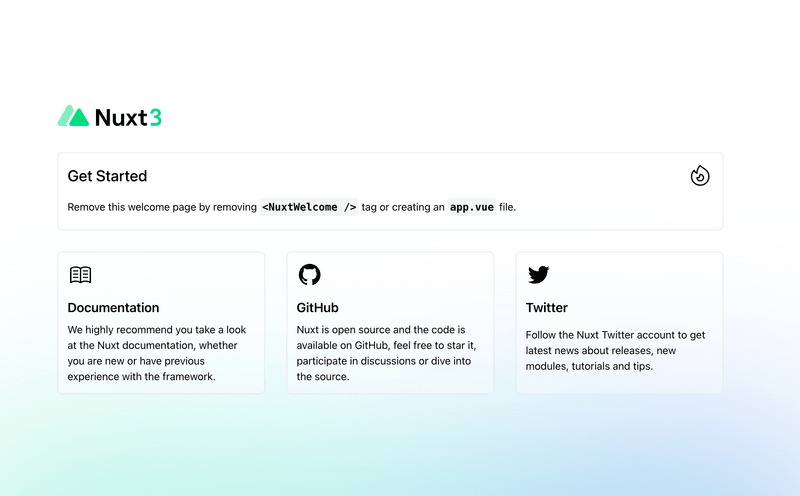 Nuxt3
Get Started
Remove this welcome page by removing <NuxtWelcome /> tag or creating an app.vue file.
Documentation
We highly recommend you take a look
at the Nuxt documentation, whether
you are new or have previous
experience with the framework.
GitHub
Nuxt is open source and the code is
available on GitHub, feel free to star it,
participate in discussions or dive into
the source.
Twitter
Follow the Nuxt Twitter account to get
latest news about releases, new
modules, tutorials and tips.